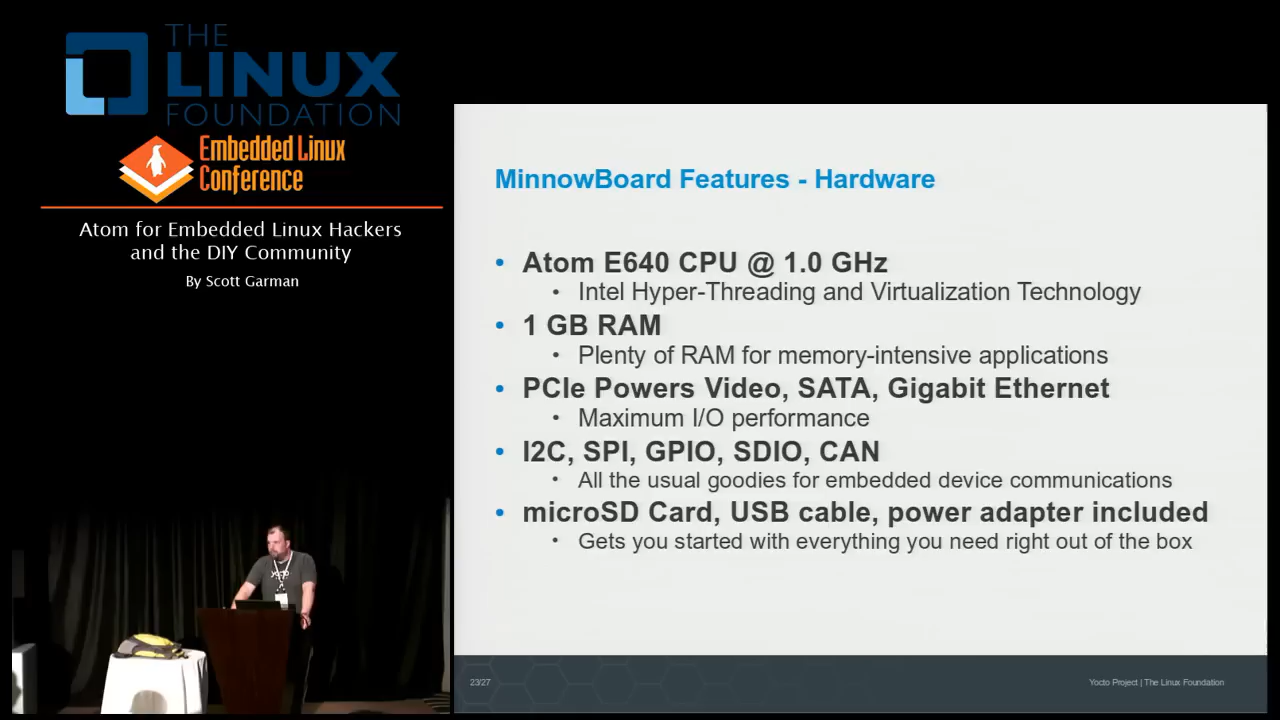 THE
LINUX
FOUNDATION
Embedded Linux
Conference
Atom for Embedded Linux Hackers
and the DIY Community
By Scott Garman
MinnowBoard Features - Hardware
• Atom E640 CPU @ 1.0 GHz
• Intel Hyper-Threading and Virtualization Technology
• 1 GB RAM
• Plenty of RAM for memory-intensive applications
• PCIe Powers Video, SATA, Gigabit Ethernet
• Maximum I/O performance
• I2C, SPI, GPIO, SDIO, CAN
• All the usual goodies for embedded device communications
• microSD Card, USB cable, power adapter included
• Gets you started with everything you need right out of the box
yocto
23/27
Yocto Project | The Linux Foundation